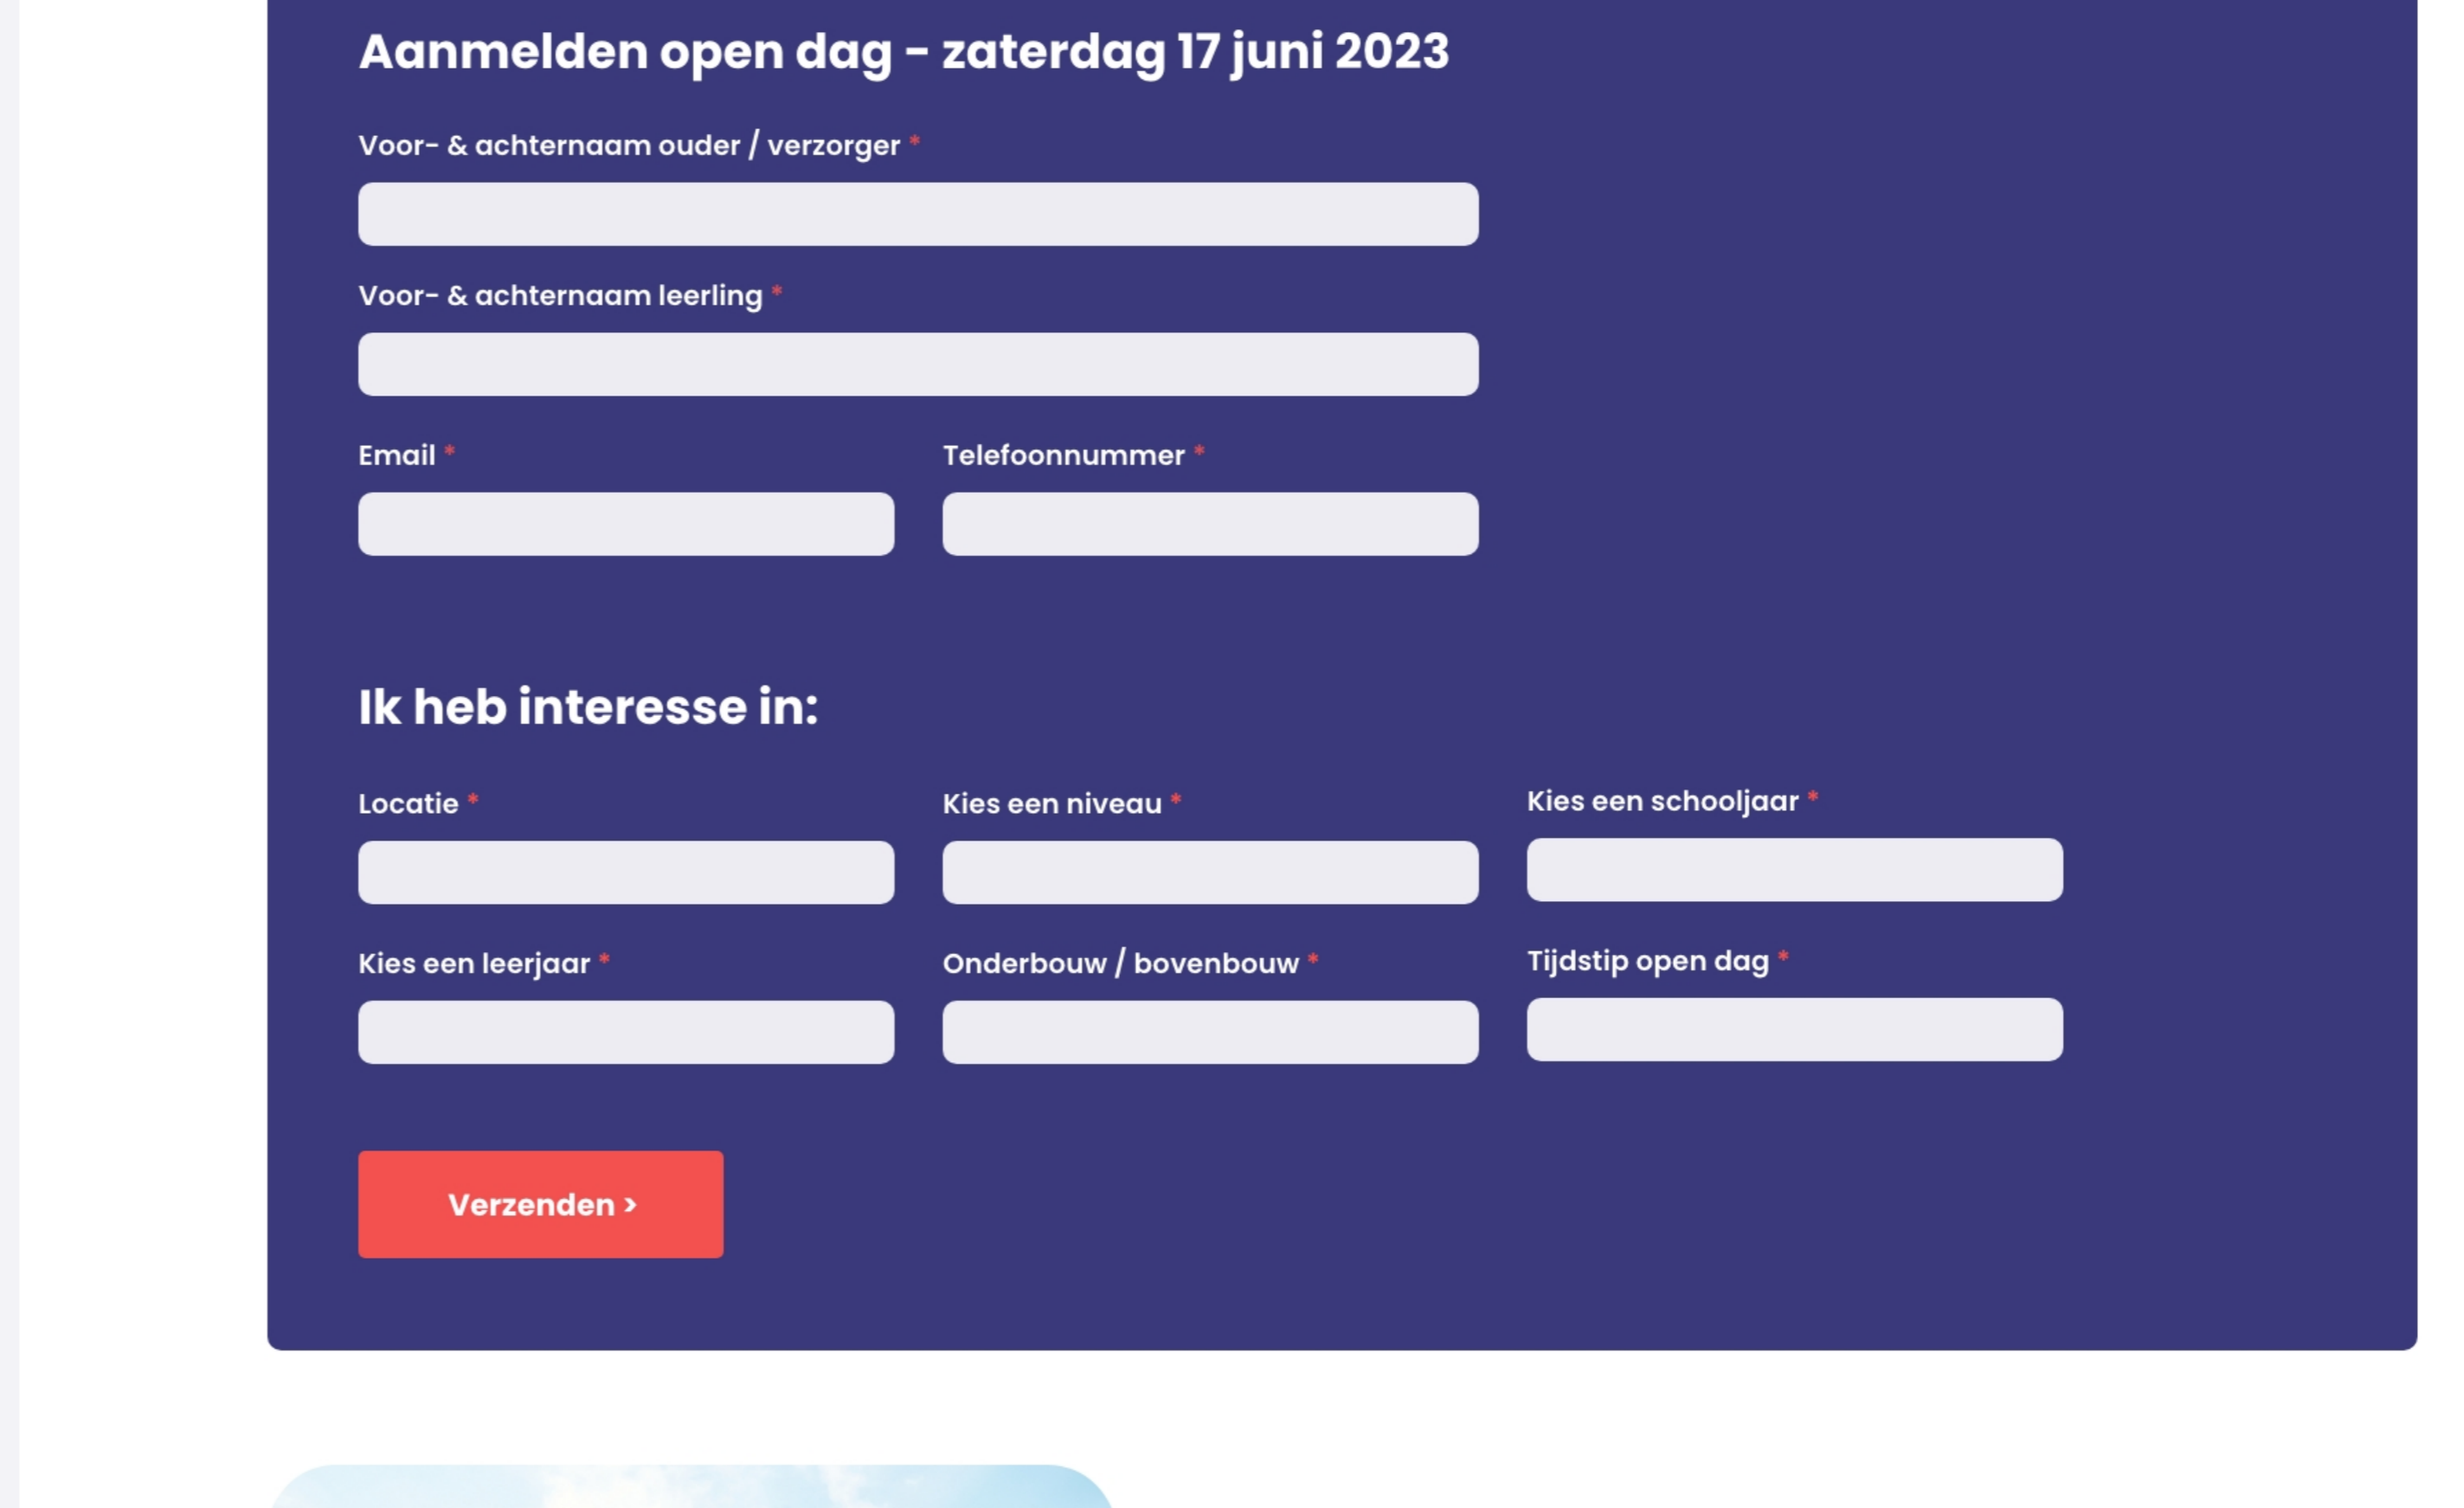 Aanmelden open dag - zaterdag 17 juni 2023
Voor- & achternaam ouder / verzorger *
Voor- & achternaam leerling *
Email *
Telefoonnummer *
Ik heb interesse in:
Locatie *
Kies een niveau *
Kies een schooljaar *
Kies een leerjaar *
Onderbouw / bovenbouw *
Tijdstip open dag *
Verzenden >